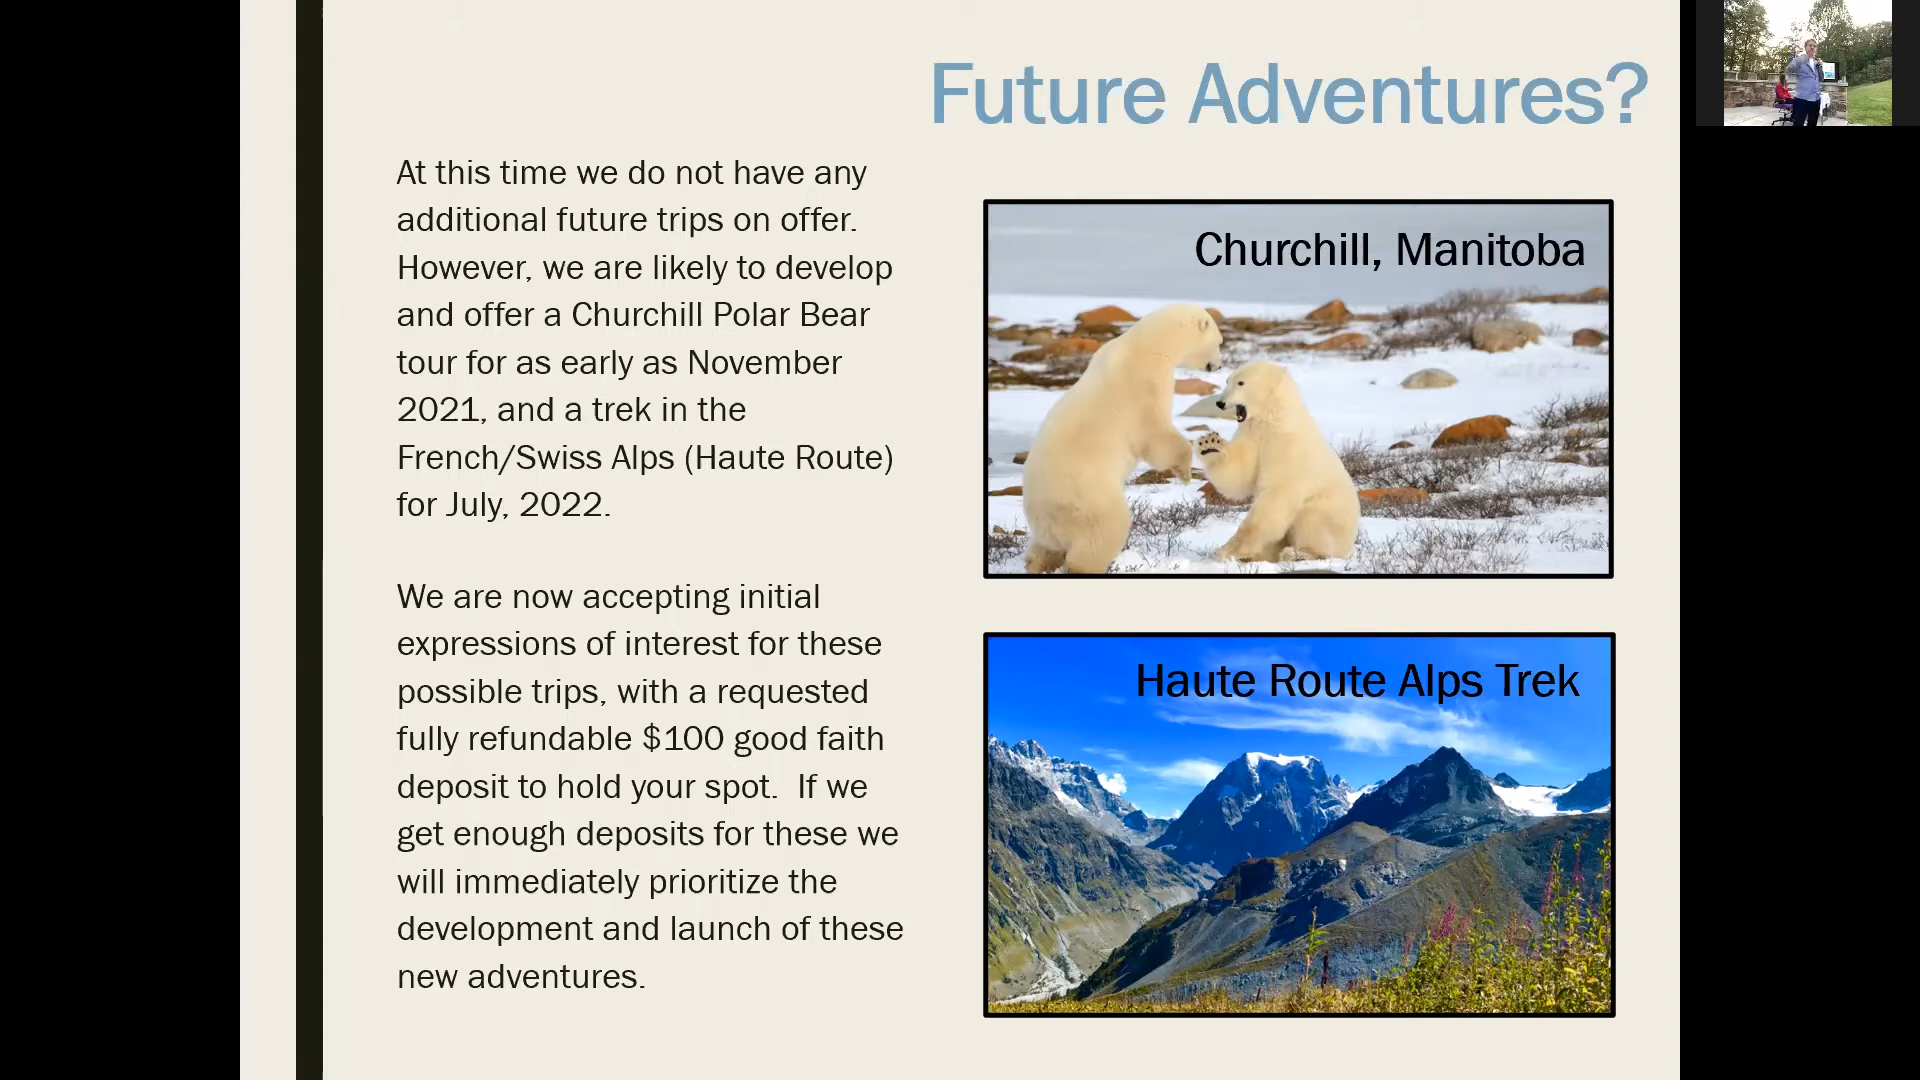 Future Adventures?
At this time we do not have any
additional future trips on offer.
However, we are likely to develop
and offer a Churchill Polar Bear
tour for as early as November
2021, and a trek in the
French/Swiss Alps (Haute Route)
for July, 2022.
We are now accepting initial
expressions of interest for these
possible trips, with a requested
fully refundable $100 good faith
deposit to hold your spot.  If we
get enough deposits for these we
will immediately prioritize the
development and launch of these
new adventures.
Churchill, Manitoba
Haute Route Alps Trek